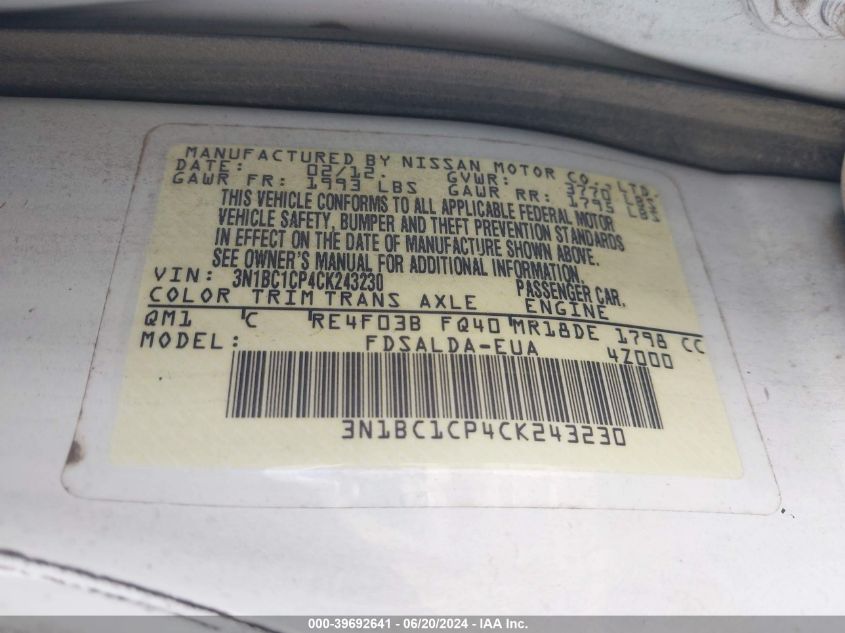 MANUFACTURED BY NISSAN MOTOR CO., LTD.
DATE: 02/12. GVWR: 3770 LBS
GAWR FR: 1993 LBS GAWR RR: 1795 LBS
THIS VEHICLE CONFORMS TO ALL APPLICABLE FEDERAL MOTOR
VEHICLE SAFETY, BUMPER AND THEFT PREVENTION STANDARDS
IN EFFECT ON THE DATE OF MANUFACTURE SHOWN ABOVE.
SEE OWNER'S MANUAL FOR ADDITIONAL INFORMATION.
VIN: 3N1BC1CP4CK243230 PASSENGER CAR.
COLOR TRIM TRANS AXLE ENGINE
QM1 C RE4F03B FQ40 MR18DE 1798 CC
MODEL: FDSALDA-EUA 4Z000
3N1BC1CP4CK243230
000-39692641 / 06/20/2024 - IAA Inc.